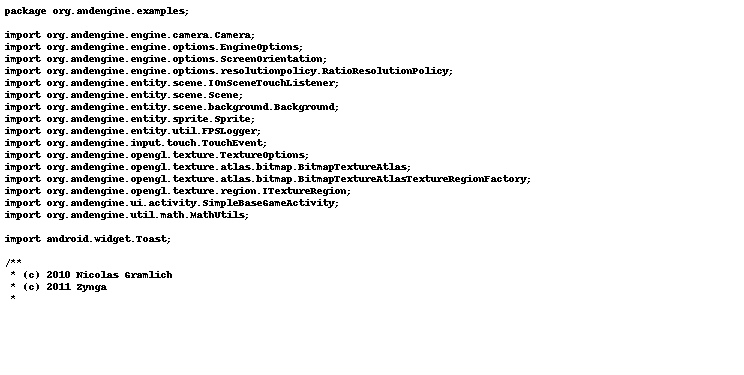 package org.andengine.examples;

import org.andengine.engine.camera.Camera;
import org.andengine.engine.options.EngineOptions;
import org.andengine.engine.options.ScreenOrientation;
import org.andengine.engine.options.resolutionpolicy.RatioResolutionPolicy;
import org.andengine.entity.scene.IOnSceneTouchListener;
import org.andengine.entity.scene.Scene;
import org.andengine.entity.scene.background.Background;
import org.andengine.entity.sprite.Sprite;
import org.andengine.entity.util.FPSLogger;
import org.andengine.input.touch.TouchEvent;
import org.andengine.opengl.texture.TextureOptions;
import org.andengine.opengl.texture.atlas.bitmap.BitmapTextureAtlas;
import org.andengine.opengl.texture.atlas.bitmap.BitmapTextureAtlasTextureRegionFactory;
import org.andengine.opengl.texture.region.ITextureRegion;
import org.andengine.ui.activity.SimpleBaseGameActivity;
import org.andengine.util.math.MathUtils;

import android.widget.Toast;

/**
 * (c) 2010 Nicolas Gramlich
 * (c) 2011 Zynga
 *